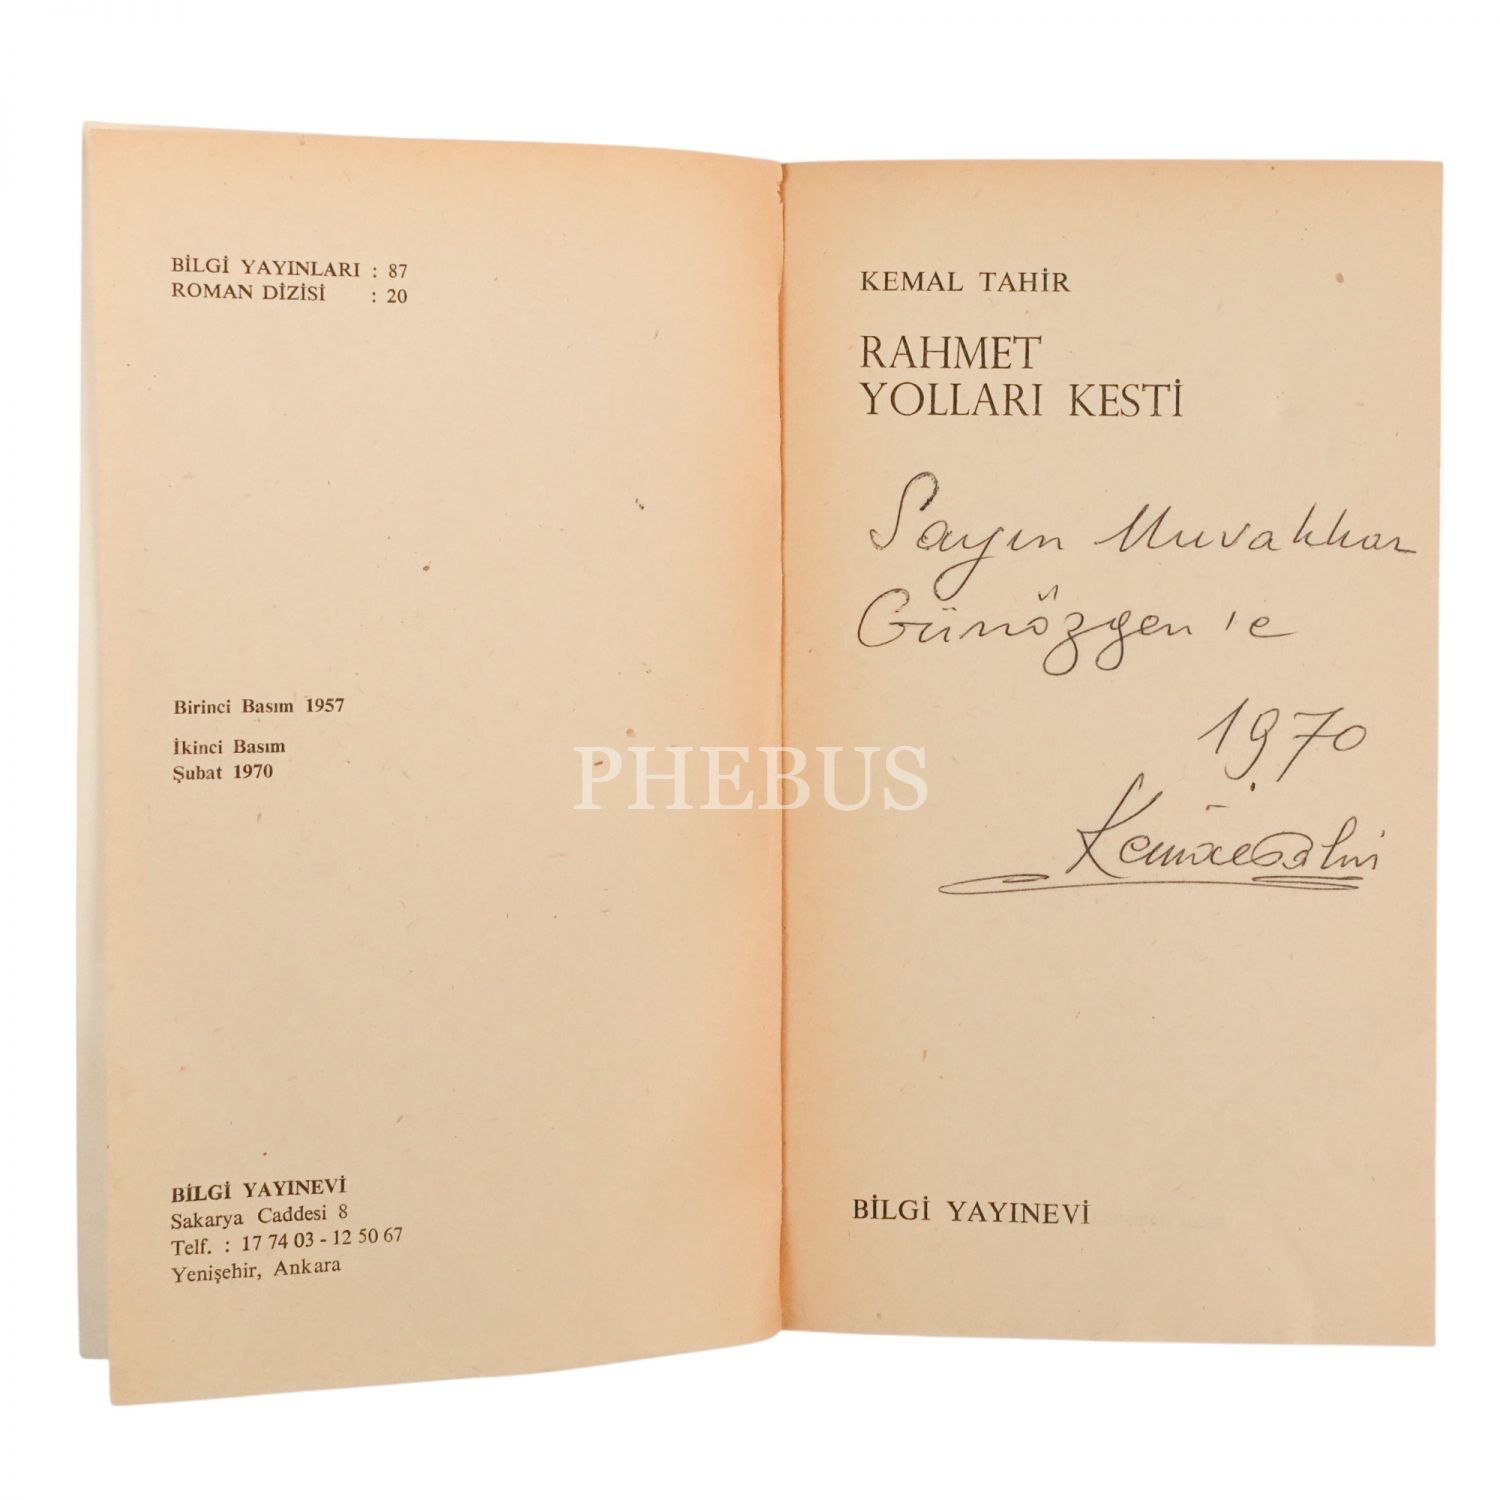 BİLGİ YAYINLARI : 87
ROMAN DİZİSİ : 20
Birinci Basım 1957
İkinci Basım
Şubat 1970
BİLGİ YAYINEVİ
Sakarya Caddesi 8
Telf. : 17 74 03 - 12 50 67
Yenişehir, Ankara
KEMAL TAHİR
RAHMET
YOLLARI KESTİ
Sayın Muvakkar
Günözgen'e
1970
Kemal Tahir
BİLGİ YAYINEVİ
PHEBUS